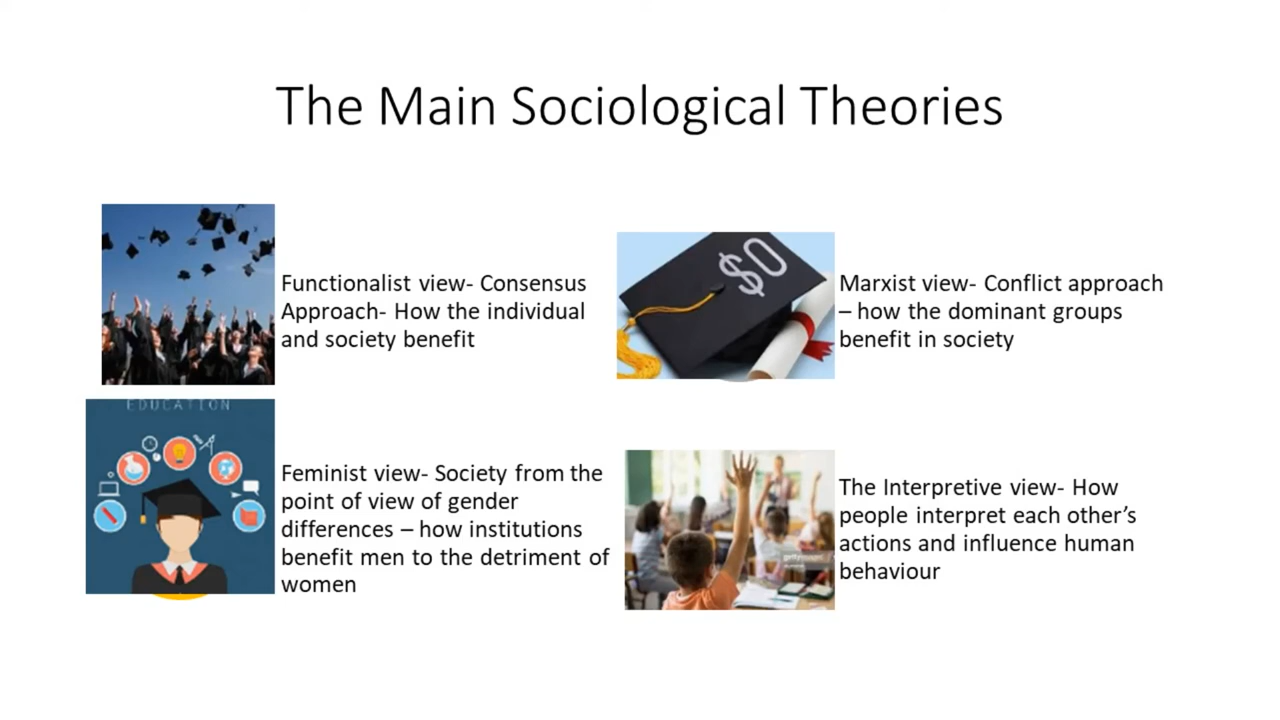 The Main Sociological Theories
Functionalist view- Consensus
Approach- How the individual
and society benefit
$0
Marxist view- Conflict approach
– how the dominant groups
benefit in society
EDUCATION
Feminist view- Society from the
point of view of gender
differences – how institutions
benefit men to the detriment of
women
gettyimages
The Interpretive view- How
people interpret each other’s
actions and influence human
behaviour